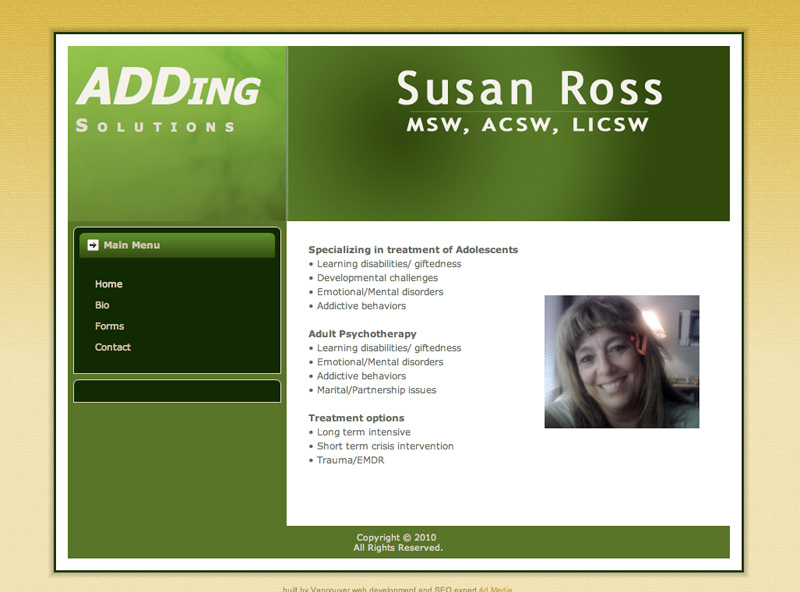 ADDING
SOLUTIONS
Susan Ross
MSW, ACSW, LICSW
Main Menu
Home
Bio
Forms
Contact
Specializing in treatment of Adolescents
• Learning disabilities/ giftedness
• Developmental challenges
• Emotional/Mental disorders
• Addictive behaviors
Adult Psychotherapy
• Learning disabilities/ giftedness
• Emotional/Mental disorders
• Addictive behaviors
• Marital/Partnership issues
Treatment options
• Long term intensive
• Short term crisis intervention
• Trauma/EMDR
Copyright © 2010
All Rights Reserved.
built by Vancouver web development and SEO expert 4d Media